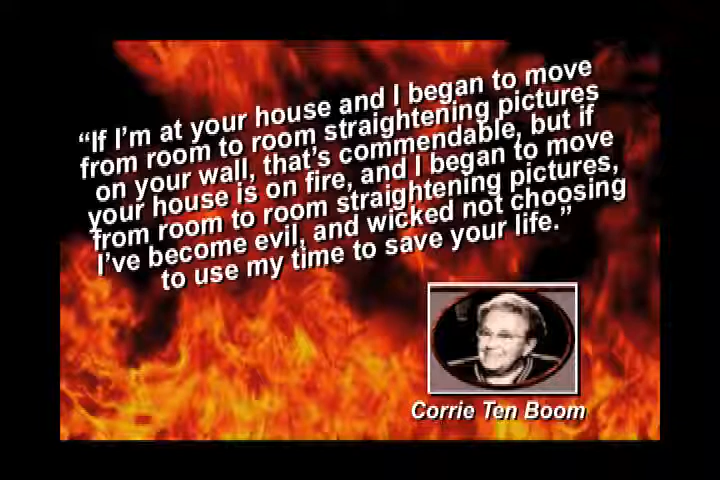 “If I’m at your house and I began to move
from room to room straightening pictures
on your wall, that’s commendable, but if
your house is on fire, and I began to move
from room to room straightening pictures,
I’ve become evil, and wicked not choosing
to use my time to save your life.”
Corrie Ten Boom